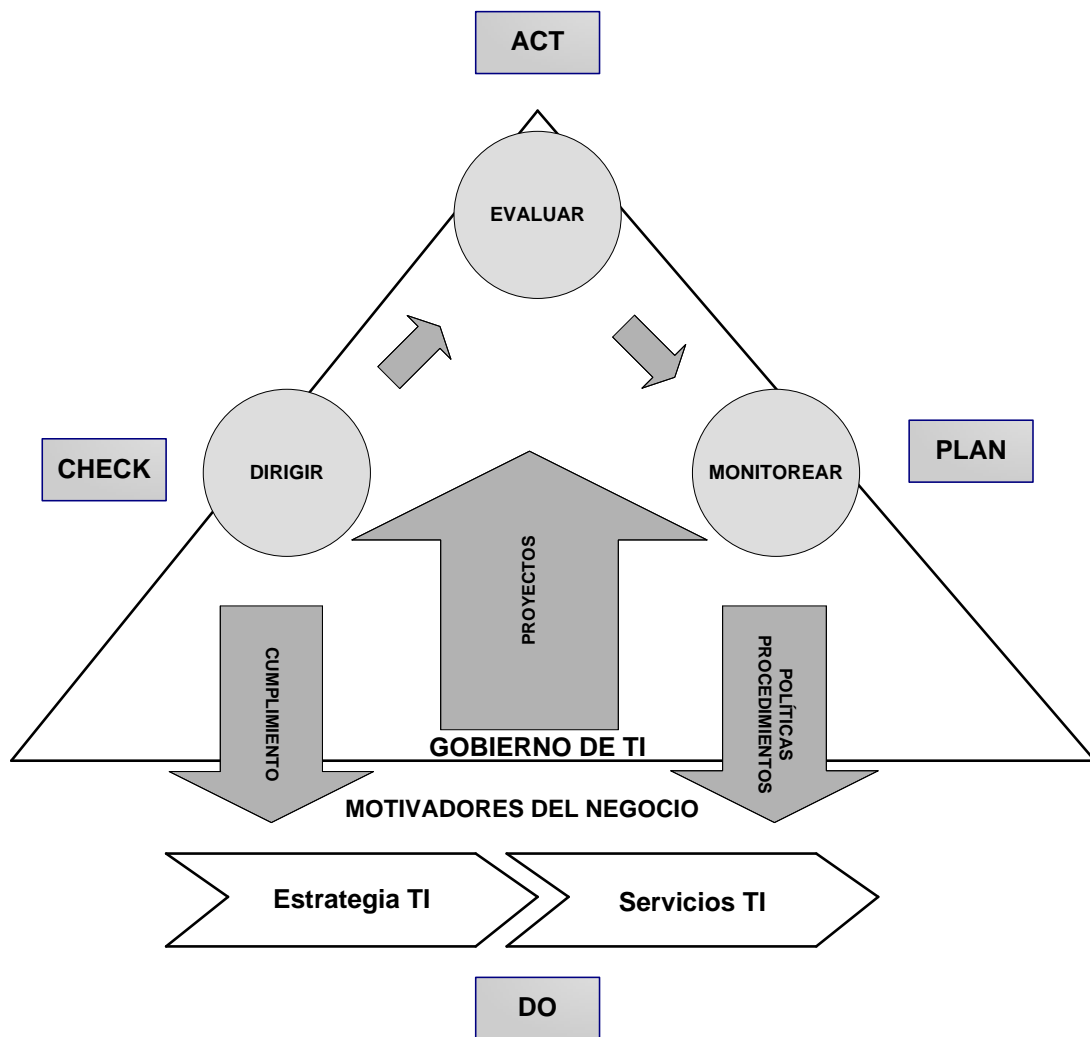 ACT
EVALUAR
CHECK
DIRIGIR
MONITOREAR
PLAN
PROYECTOS
CUMPLIMIENTO
POLÍTICAS
PROCEDIMIENTOS
GOBIERNO DE TI
MOTIVADORES DEL NEGOCIO
Estrategia TI
Servicios TI
DO